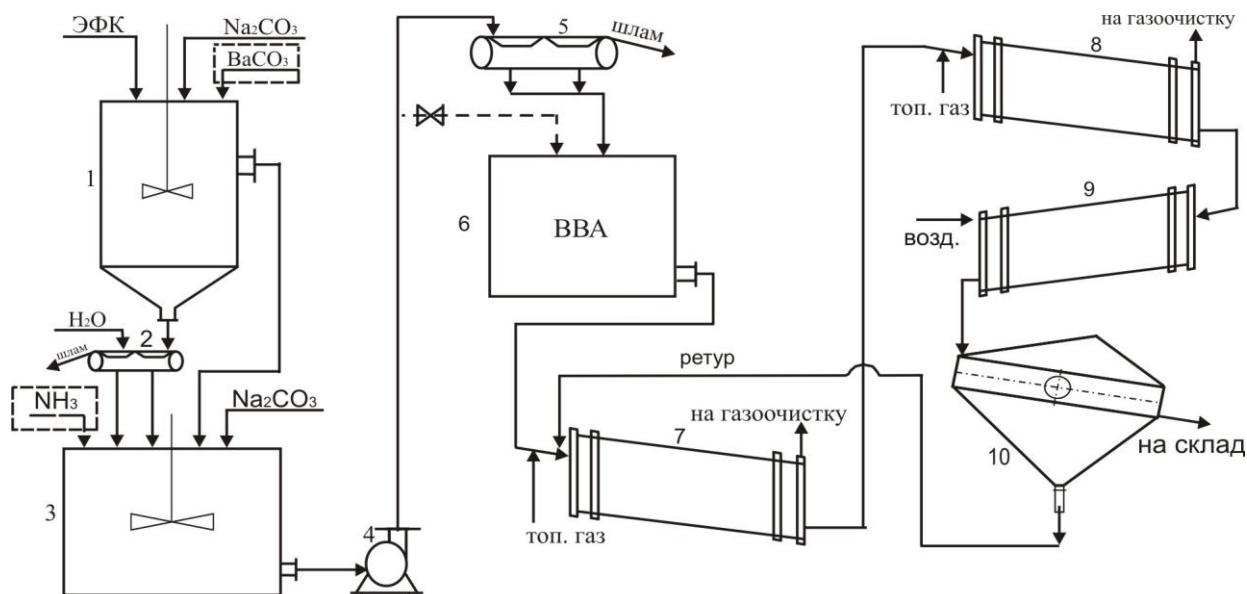 ЭФК
Na₂CO₃
BaCO₃
1
H₂O
2
шлам
NH₃
Na₂CO₃
3
4
5
шлам
6
ВВА
ретур
7
на газоочистку
топ. газ
на газоочистку
8
топ. газ
9
возд.
10
на склад